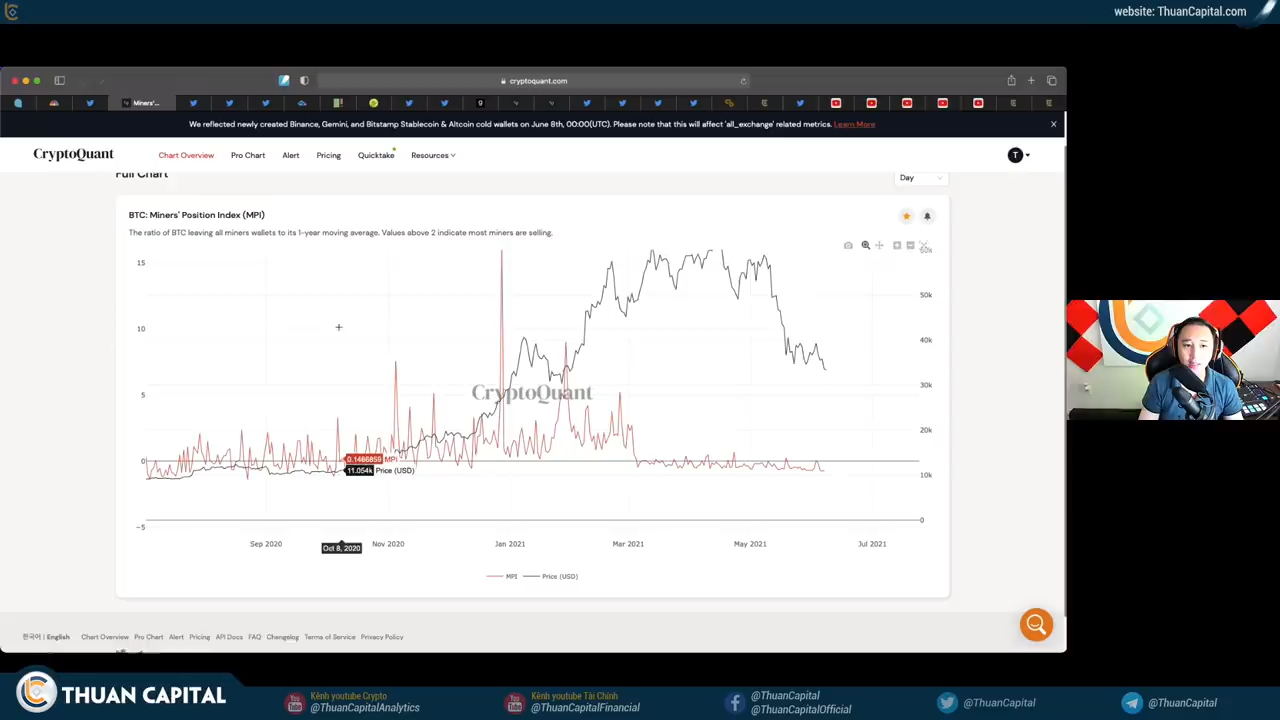 website: ThuanCapital.com
cryptoquant.com
Miners'...
We reflected newly created Binance, Gemini, and Bitstamp Stablecoin & Altcoin cold wallets on June 8th, 00:00(UTC). Please note that this will affect 'all_exchange' related metrics. Learn More
CryptoQuant
Chart Overview
Pro Chart
Alert
Pricing
Quicktake
Resources
T
Full Chart
Day
BTC: Miners' Position Index (MPI)
The ratio of BTC leaving all miners wallets to its 1-year moving average. Values above 2 indicate most miners are selling.
15
10
5
0
−5
60k
50k
40k
30k
20k
10k
0
CryptoQuant
0.1466859 MPI
11.054k Price (USD)
Sep 2020
Oct 8, 2020
Nov 2020
Jan 2021
Mar 2021
May 2021
Jul 2021
MPI
Price (USD)
한국어 | English
Chart Overview
Pro Chart
Alert
Pricing
API Docs
FAQ
Changelog
Terms of Service
Privacy Policy
THUAN CAPITAL
Kênh youtube Crypto
@ThuanCapitalAnalytics
Kênh youtube Tài Chính
@ThuanCapitalFinancial
@ThuanCapital
@ThuanCapitalOfficial
@ThuanCapital
@ThuanCapital